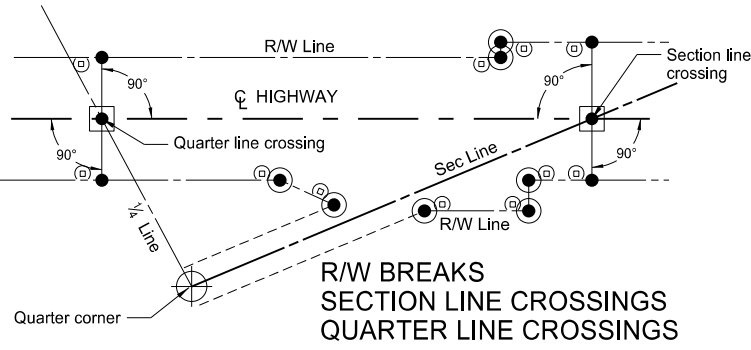 R/W Line
Section line
crossing
90°
90°
℄ HIGHWAY
Quarter line crossing
90°
90°
Sec Line
¼ Line
R/W Line
Quarter corner
R/W BREAKS
SECTION LINE CROSSINGS
QUARTER LINE CROSSINGS